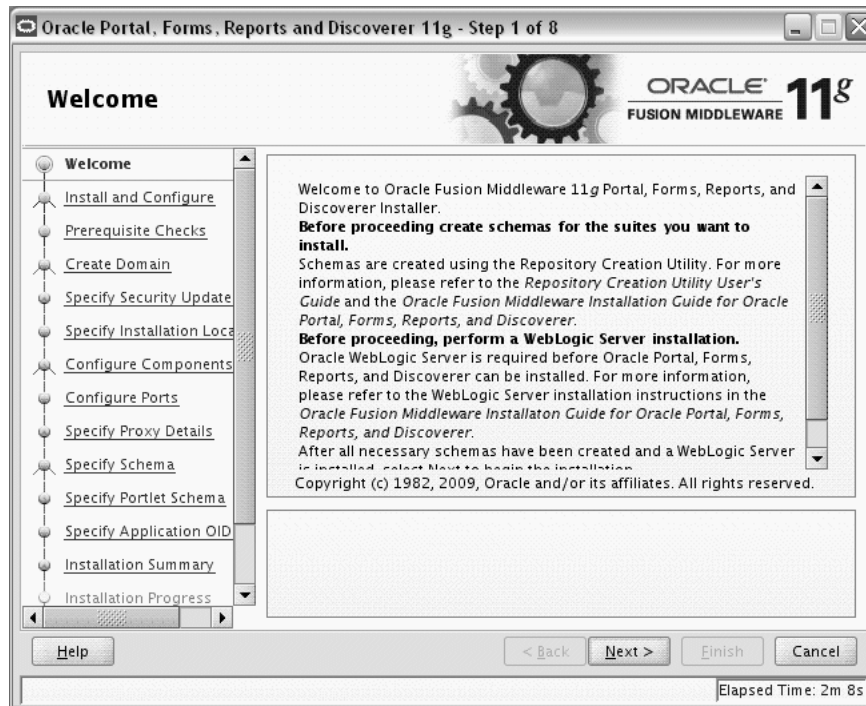 Oracle Portal, Forms, Reports and Discoverer 11g - Step 1 of 8
Welcome
ORACLE
FUSION MIDDLEWARE
11g
Welcome
Install and Configure
Prerequisite Checks
Create Domain
Specify Security Update
Specify Installation Loca
Configure Components
Configure Ports
Specify Proxy Details
Specify Schema
Specify Portlet Schema
Specify Application OID
Installation Summary
Installation Progress
Welcome to Oracle Fusion Middleware 11g Portal, Forms, Reports, and
Discoverer Installer.
Before proceeding create schemas for the suites you want to
install.
Schemas are created using the Repository Creation Utility. For more
information, please refer to the Repository Creation Utility User's
Guide and the Oracle Fusion Middleware Installation Guide for Oracle
Portal, Forms, Reports, and Discoverer.
Before proceeding, perform a WebLogic Server installation.
Oracle WebLogic Server is required before Oracle Portal, Forms,
Reports, and Discoverer can be installed. For more information,
please refer to the WebLogic Server installation instructions in the
Oracle Fusion Middleware Installaton Guide for Oracle Portal, Forms,
Reports, and Discoverer.
After all necessary schemas have been created and a WebLogic Server
is installed, select Next to begin the installation
Copyright (c) 1982, 2009, Oracle and/or its affiliates. All rights reserved.
Help
< Back
Next >
Finish
Cancel
Elapsed Time: 2m 8s